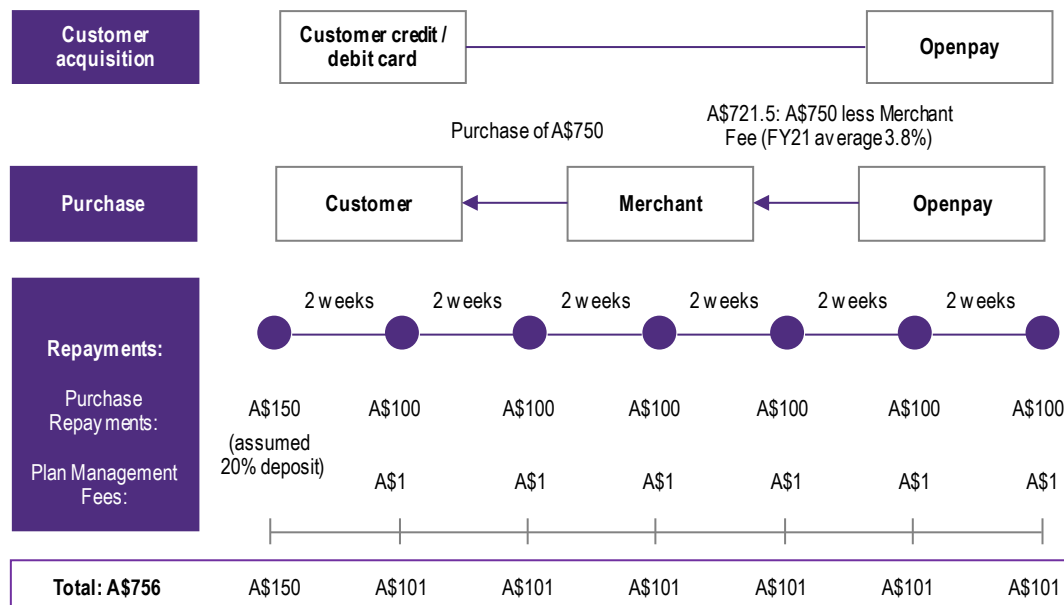 Customer
acquisition
Customer credit /
debit card
Openpay
Purchase of A$750
A$721.5: A$750 less Merchant
Fee (FY21 average 3.8%)
Purchase
Customer
Merchant
Openpay
2 weeks 2 weeks 2 weeks 2 weeks 2 weeks 2 weeks
Repayments:
Purchase
Repayments:
A$150 A$100 A$100 A$100 A$100 A$100 A$100
(assumed
20% deposit)
Plan Management
Fees:
A$1 A$1 A$1 A$1 A$1 A$1
Total: A$756 A$150 A$101 A$101 A$101 A$101 A$101 A$101